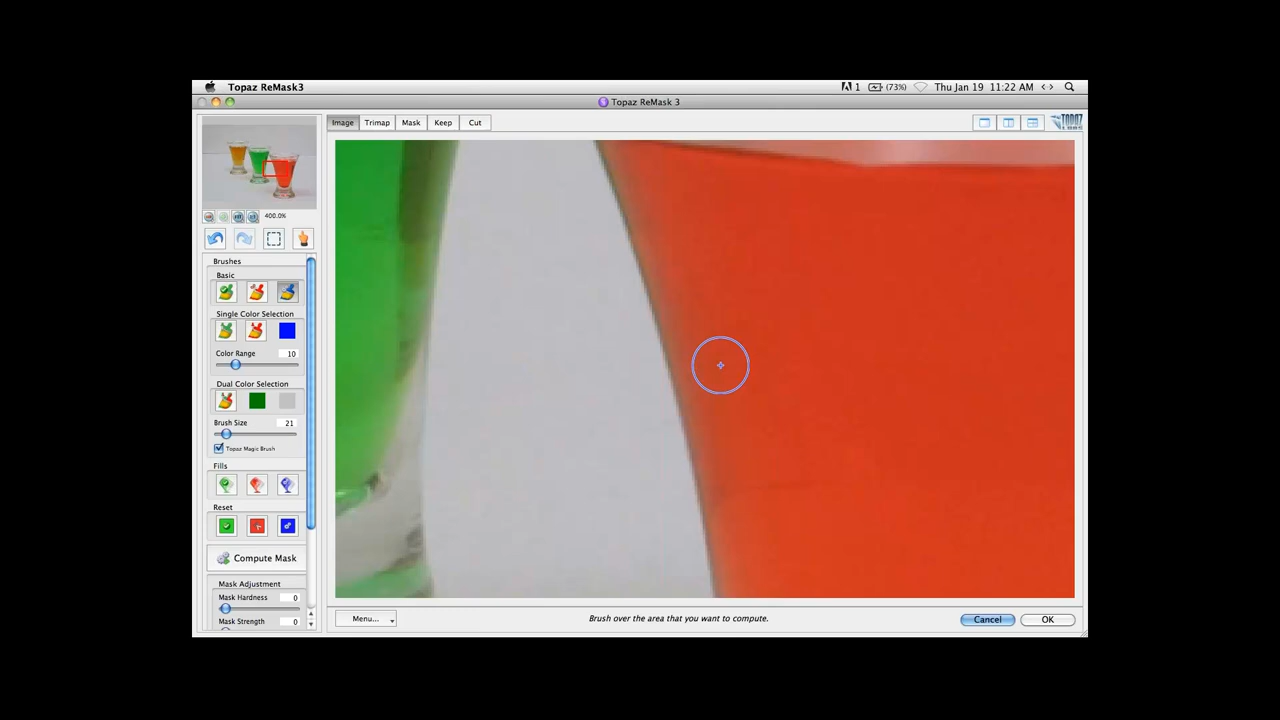 Topaz ReMask3 1 (73%) Thu Jan 19 11:22 AM
Topaz ReMask 3
Image Trimap Mask Keep Cut
TOPAZ LABS
400.0%
Brushes
Basic
Single Color Selection
Color Range 10
Dual Color Selection
Brush Size 21
Topaz Magic Brush
Fills
Reset
Compute Mask
Mask Adjustment
Mask Hardness 0
Mask Strength 0
Menu... Brush over the area that you want to compute. Cancel OK